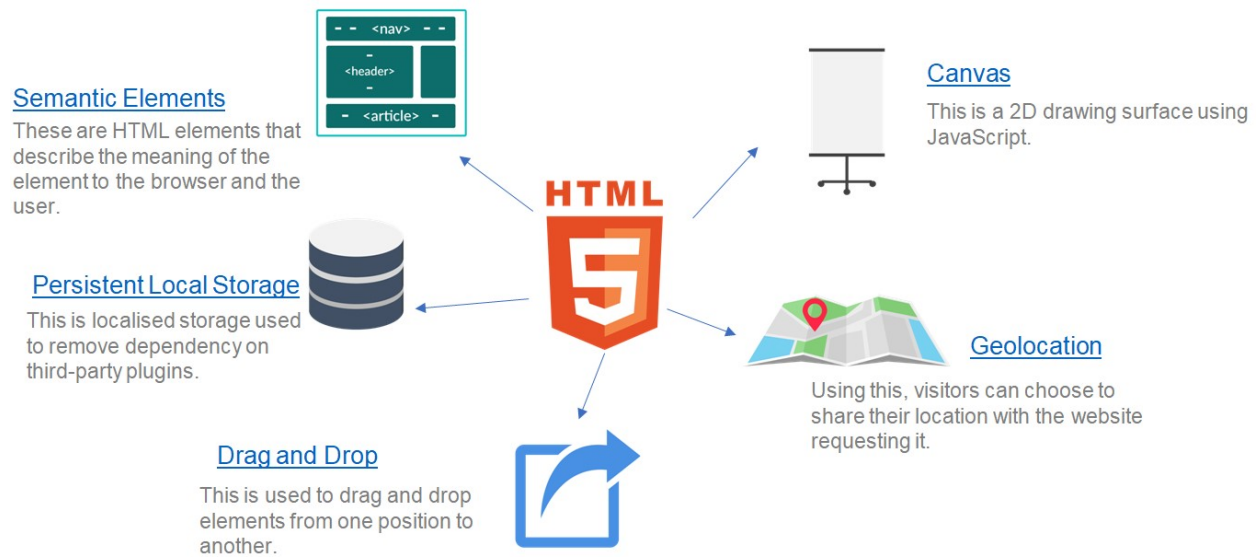 - - <nav> - -
-
<header>
-
- <article> -
Semantic Elements
These are HTML elements that
describe the meaning of the
element to the browser and the
user.
Canvas
This is a 2D drawing surface using
JavaScript.
HTML
5
Persistent Local Storage
This is localised storage used
to remove dependency on
third-party plugins.
Geolocation
Using this, visitors can choose to
share their location with the website
requesting it.
Drag and Drop
This is used to drag and drop
elements from one position to
another.